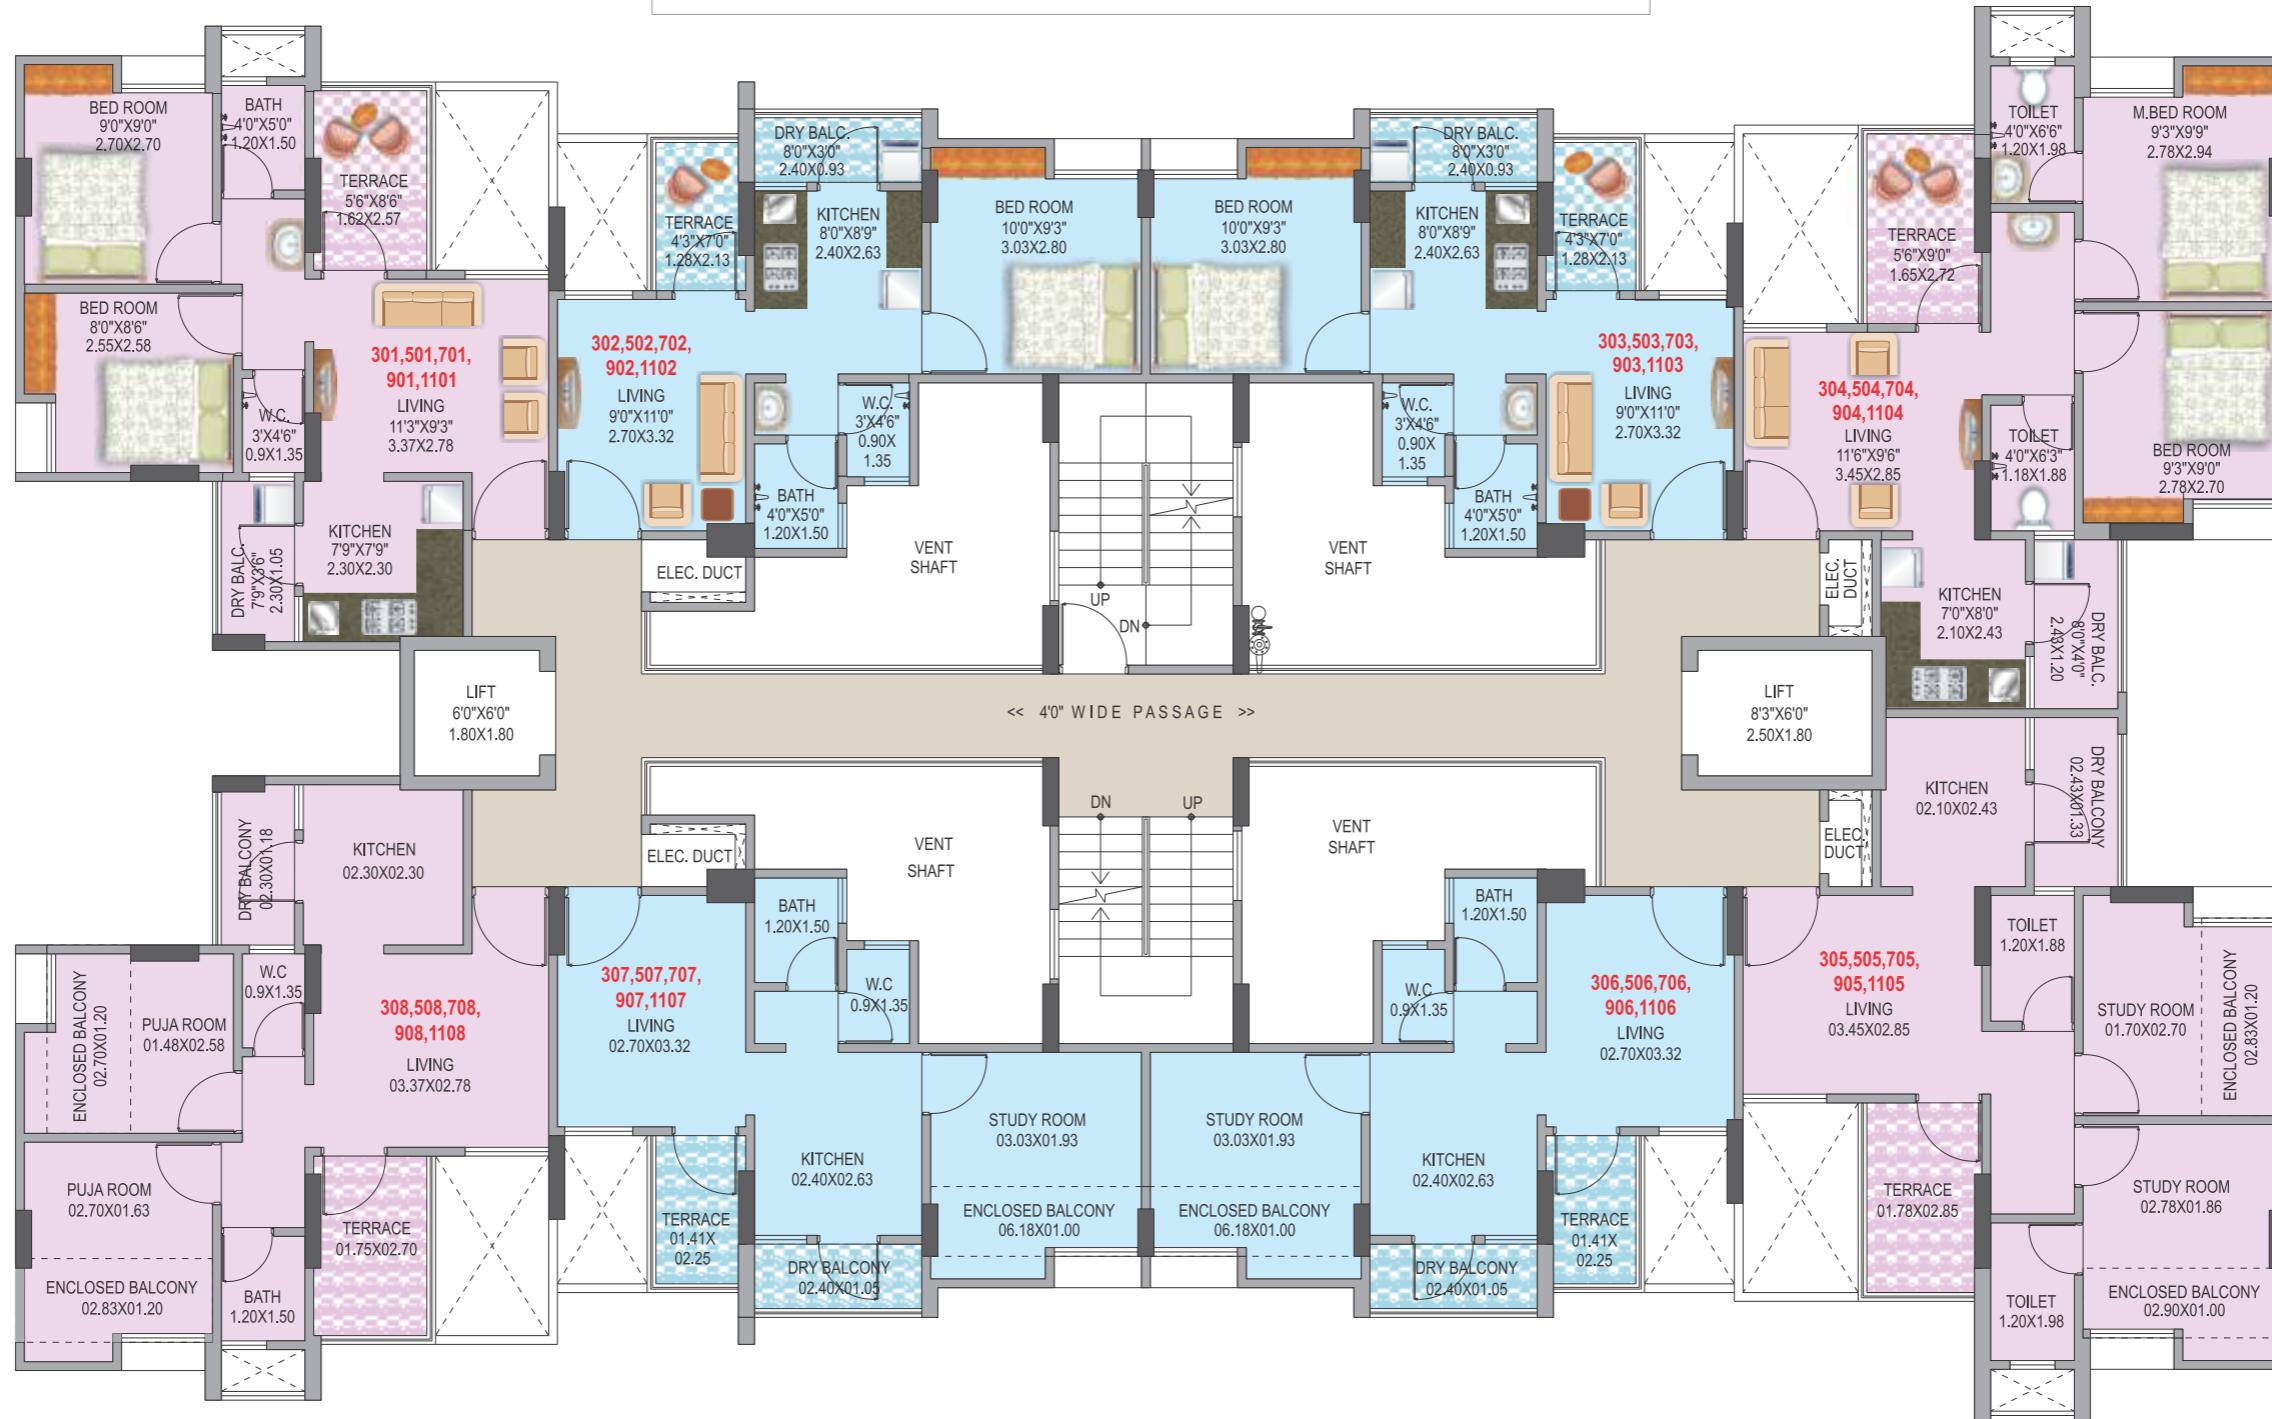 BED ROOM
9'0"X9'0"
2.70X2.70
BATH
4'0"X5'0"
1.20X1.50
TERRACE
5'6"X8'6"
1.62X2.57
BED ROOM
8'0"X8'6"
2.55X2.58
301,501,701,
901,1101
LIVING
11'3"X9'3"
3.37X2.78
W.C.
3'X4'6"
0.9X1.35
KITCHEN
7'9"X7'9"
2.30X2.30
DRY BALC.
7'9"X3'6"
2.30X1.05
TERRACE
4'3"X7'0"
1.28X2.13
DRY BALC.
8'0"X3'0"
2.40X0.93
KITCHEN
8'0"X8'9"
2.40X2.63
BED ROOM
10'0"X9'3"
3.03X2.80
302,502,702,
902,1102
LIVING
9'0"X11'0"
2.70X3.32
W.C.
3'X4'6"
0.90X
1.35
BATH
4'0"X5'0"
1.20X1.50
ELEC. DUCT
VENT
SHAFT
UP
DN
BED ROOM
10'0"X9'3"
3.03X2.80
DRY BALC.
8'0"X3'0"
2.40X0.93
KITCHEN
8'0"X8'9"
2.40X2.63
TERRACE
4'3"X7'0"
1.28X2.13
303,503,703,
903,1103
LIVING
9'0"X11'0"
2.70X3.32
W.C.
3'X4'6"
0.90X
1.35
BATH
4'0"X5'0"
1.20X1.50
VENT
SHAFT
TOILET
4'0"X6'6"
1.20X1.98
M.BED ROOM
9'3"X9'9"
2.78X2.94
TERRACE
5'6"X9'0"
1.65X2.72
304,504,704,
904,1104
LIVING
11'6"X9'6"
3.45X2.85
TOILET
4'0"X6'3"
1.18X1.88
BED ROOM
9'3"X9'0"
2.78X2.70
ELEC.
DUCT
KITCHEN
7'0"X8'0"
2.10X2.43
DRY BALC.
8'0"X4'0"
2.43X1.20
LIFT
6'0"X6'0"
1.80X1.80
<< 4'0" WIDE PASSAGE >>
LIFT
8'3"X6'0"
2.50X1.80
DRY BALCONY
02.30X01.18
KITCHEN
02.30X02.30
W.C
0.9X1.35
ENCLOSED BALCONY
02.70X01.20
PUJA ROOM
01.48X02.58
308,508,708,
908,1108
LIVING
03.37X02.78
PUJA ROOM
02.70X01.63
ENCLOSED BALCONY
02.83X01.20
BATH
1.20X1.50
TERRACE
01.75X02.70
ELEC. DUCT
BATH
1.20X1.50
VENT
SHAFT
DN
UP
307,507,707,
907,1107
LIVING
02.70X03.32
W.C
0.9X1.35
KITCHEN
02.40X02.63
TERRACE
01.41X
02.25
DRY BALCONY
02.40X01.05
STUDY ROOM
03.03X01.93
ENCLOSED BALCONY
06.18X01.00
VENT
SHAFT
BATH
1.20X1.50
W.C
0.9X1.35
306,506,706,
906,1106
LIVING
02.70X03.32
STUDY ROOM
03.03X01.93
ENCLOSED BALCONY
06.18X01.00
KITCHEN
02.40X02.63
DRY BALCONY
02.40X01.05
TERRACE
01.41X
02.25
ELEC.
DUCT
KITCHEN
02.10X02.43
DRY BALCONY
02.43X01.33
TOILET
1.20X1.88
305,505,705,
905,1105
LIVING
03.45X02.85
STUDY ROOM
01.70X02.70
ENCLOSED BALCONY
02.83X01.20
TERRACE
01.78X02.85
STUDY ROOM
02.78X01.86
ENCLOSED BALCONY
02.90X01.00
TOILET
1.20X1.98